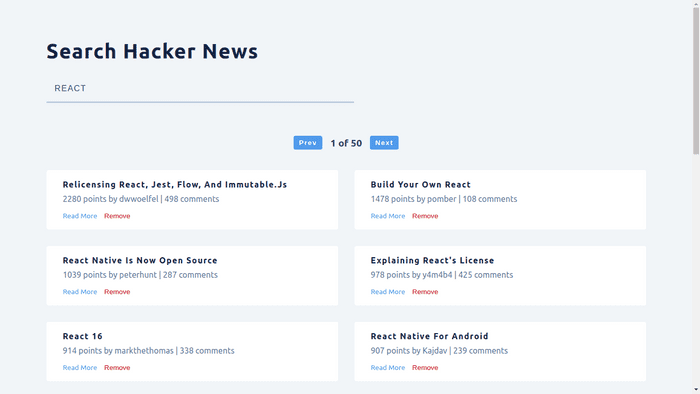 Search Hacker News
REACT
Prev 1 of 50 Next
Relicensing React, Jest, Flow, And Immutable.Js
2280 points by dwwoelfel | 498 comments
Read More Remove
Build Your Own React
1478 points by pomber | 108 comments
Read More Remove
React Native Is Now Open Source
1039 points by peterhunt | 287 comments
Read More Remove
Explaining React's License
978 points by y4m4b4 | 425 comments
Read More Remove
React 16
914 points by markthethomas | 338 comments
Read More Remove
React Native For Android
907 points by Kajdav | 239 comments
Read More Remove